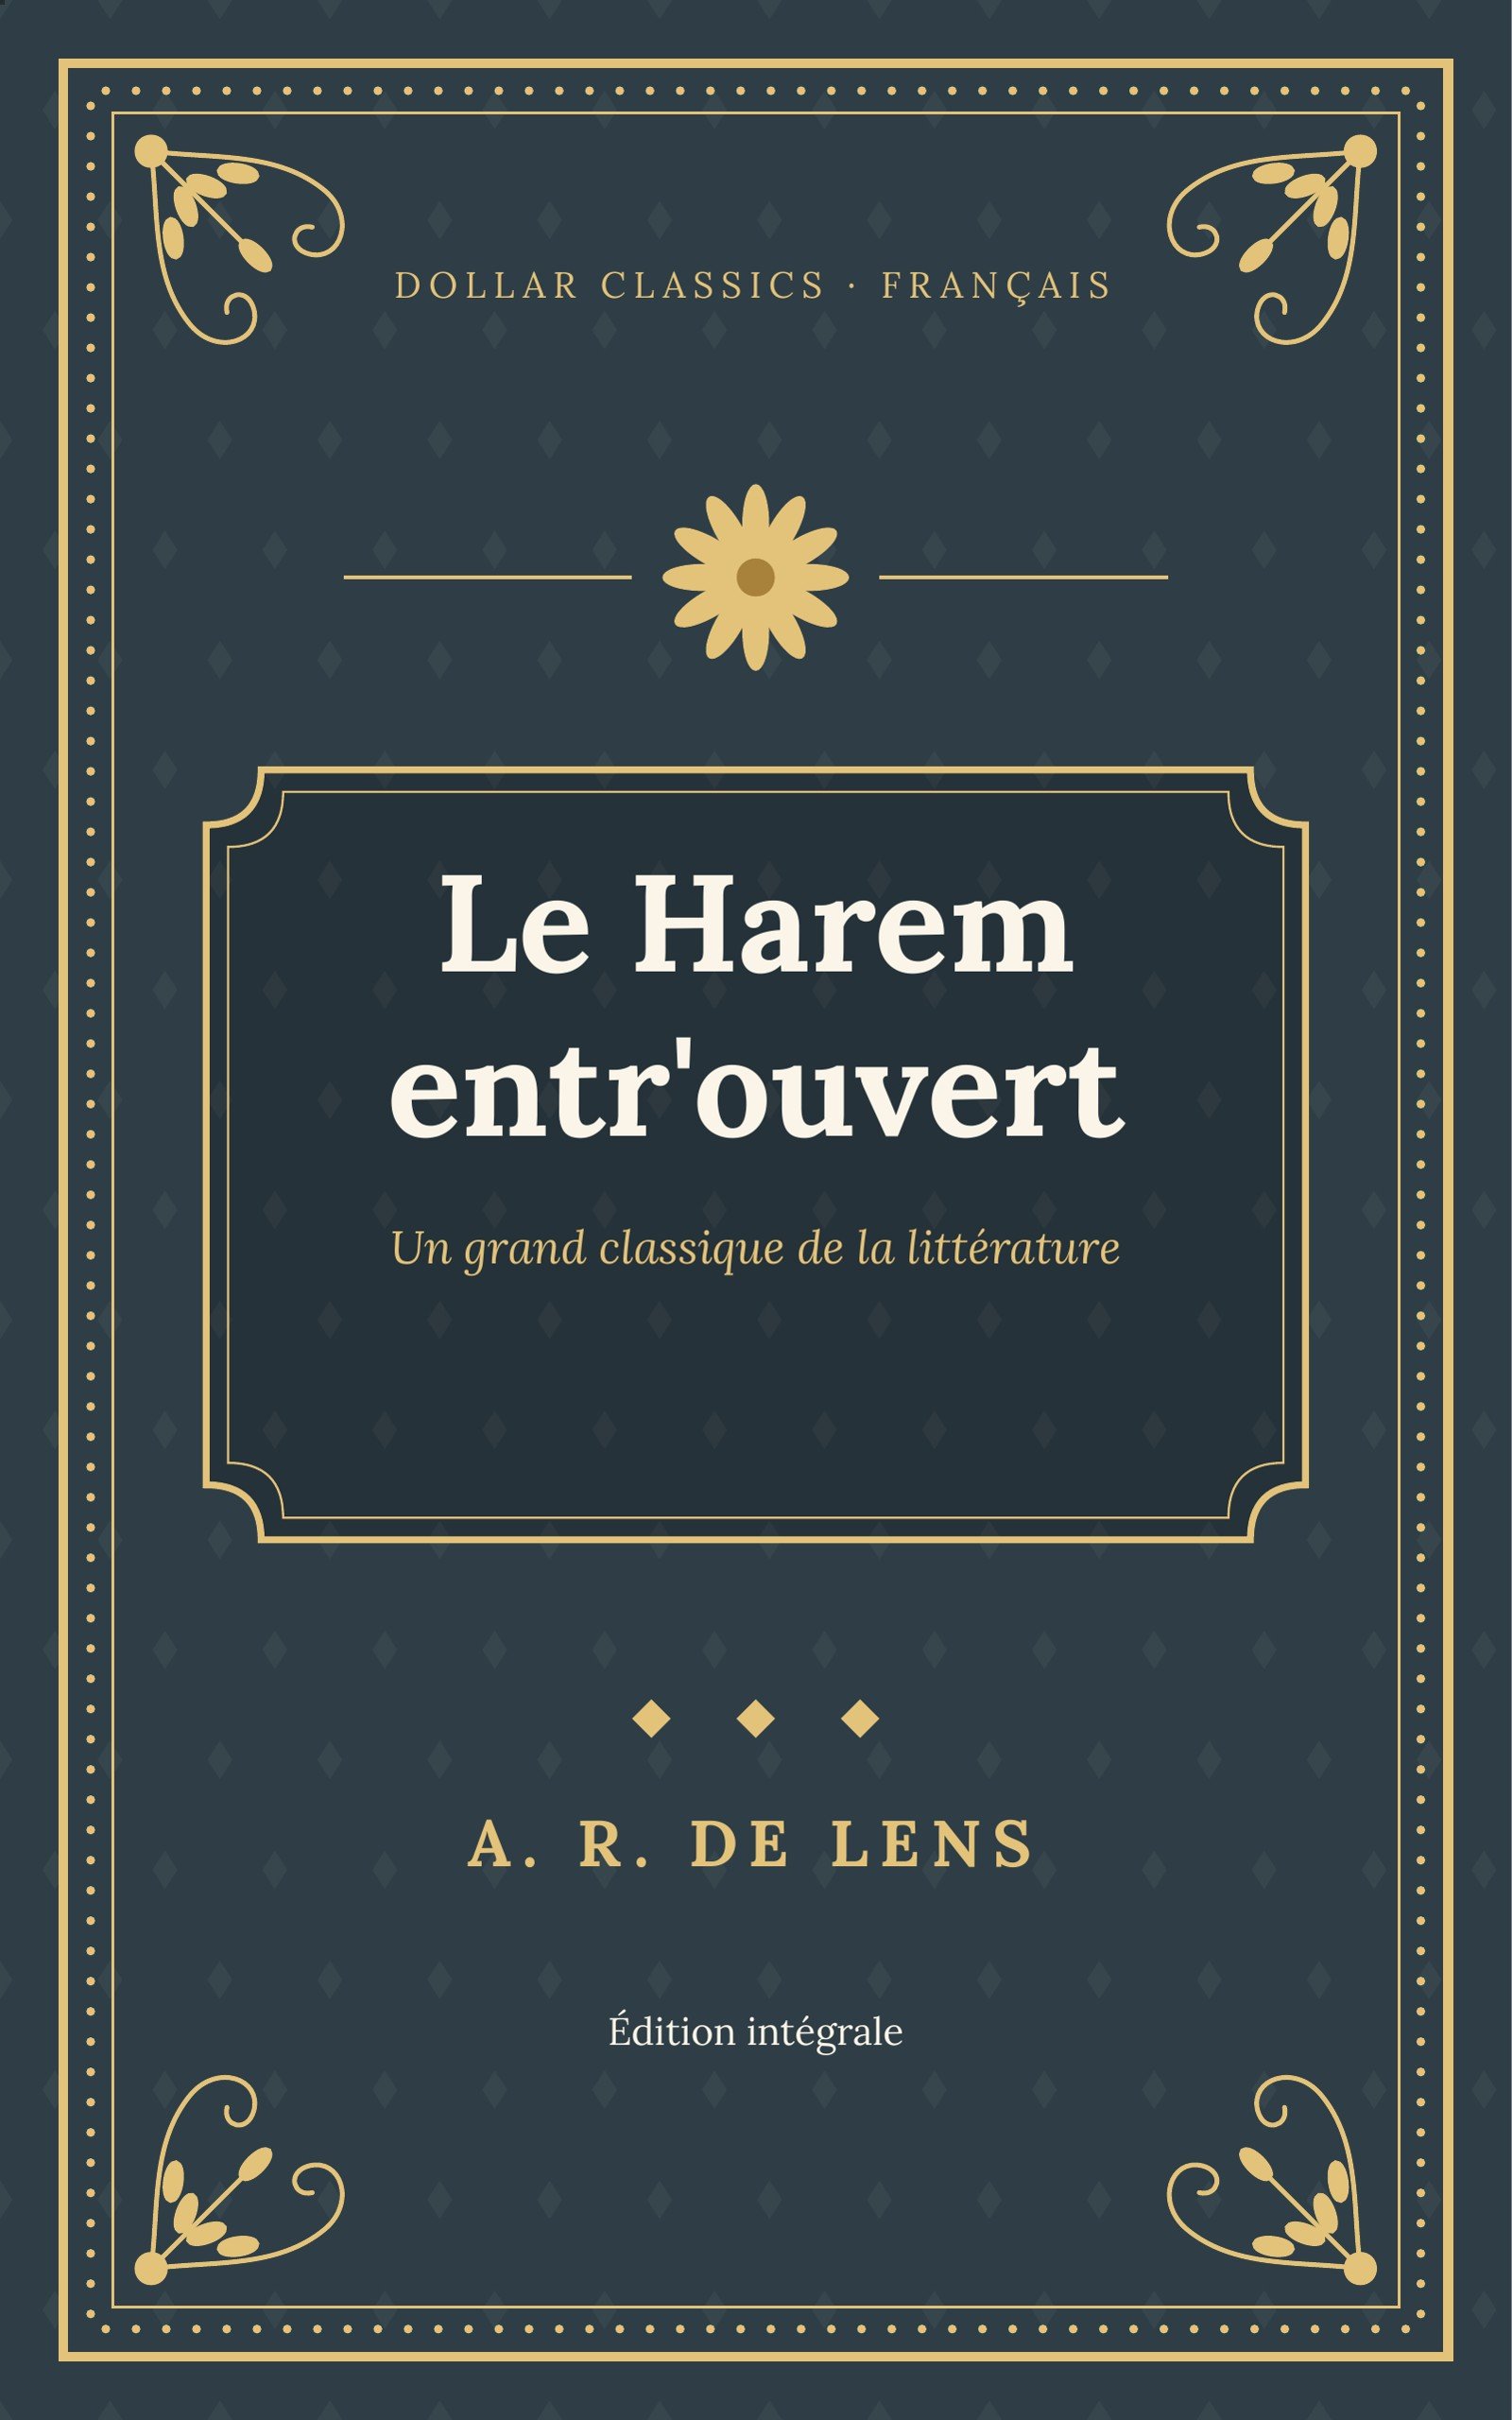 DOLLAR CLASSICS · FRANÇAIS
Le Harem
entr'ouvert
Un grand classique de la littérature
A. R. DE LENS
Édition intégrale